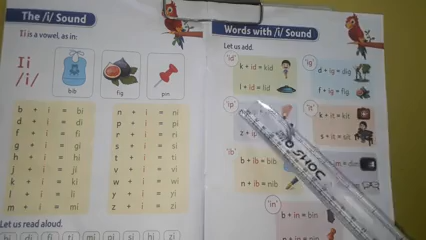 The /i/ Sound
I i is a vowel, as in:
Ii
/i/
bib
fig
pin
b + i = bi
d + i = di
f + i = fi
g + i = gi
h + i = hi
j + i = ji
k + i = ki
l + i = li
m + i = mi
n + i = ni
p + i = pi
r + i = ri
s + i = si
t + i = ti
v + i = vi
w + i = wi
y + i = yi
z + i = zi
Let us read aloud.
Words with /i/ Sound
Let us add.
'id'
k + id = kid
l + id = lid
'ig'
d + ig = dig
f + ig = fig
'ip'
z + ip
'it'
k + it = kit
s + it = sit
'ib'
b + ib = bib
n + ib = nib
'in'
b + in = bin